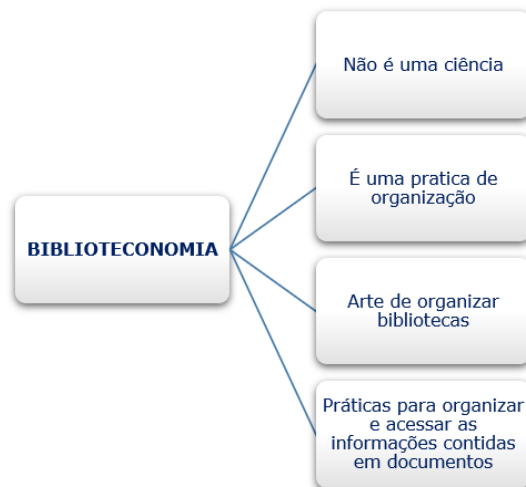 Não é uma ciência
É uma pratica de
organização
BIBLIOTECONOMIA
Arte de organizar
bibliotecas
Práticas para organizar
e acessar as
informações contidas
em documentos